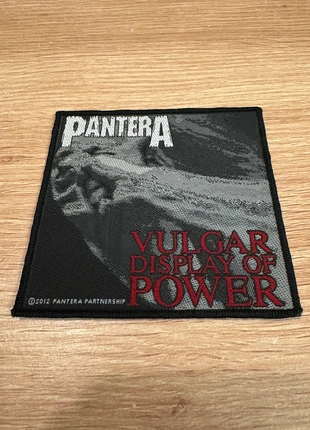 PANTERA
VULGAR
DISPLAY OF
POWER
©2012 PANTERA PARTNERSHIP